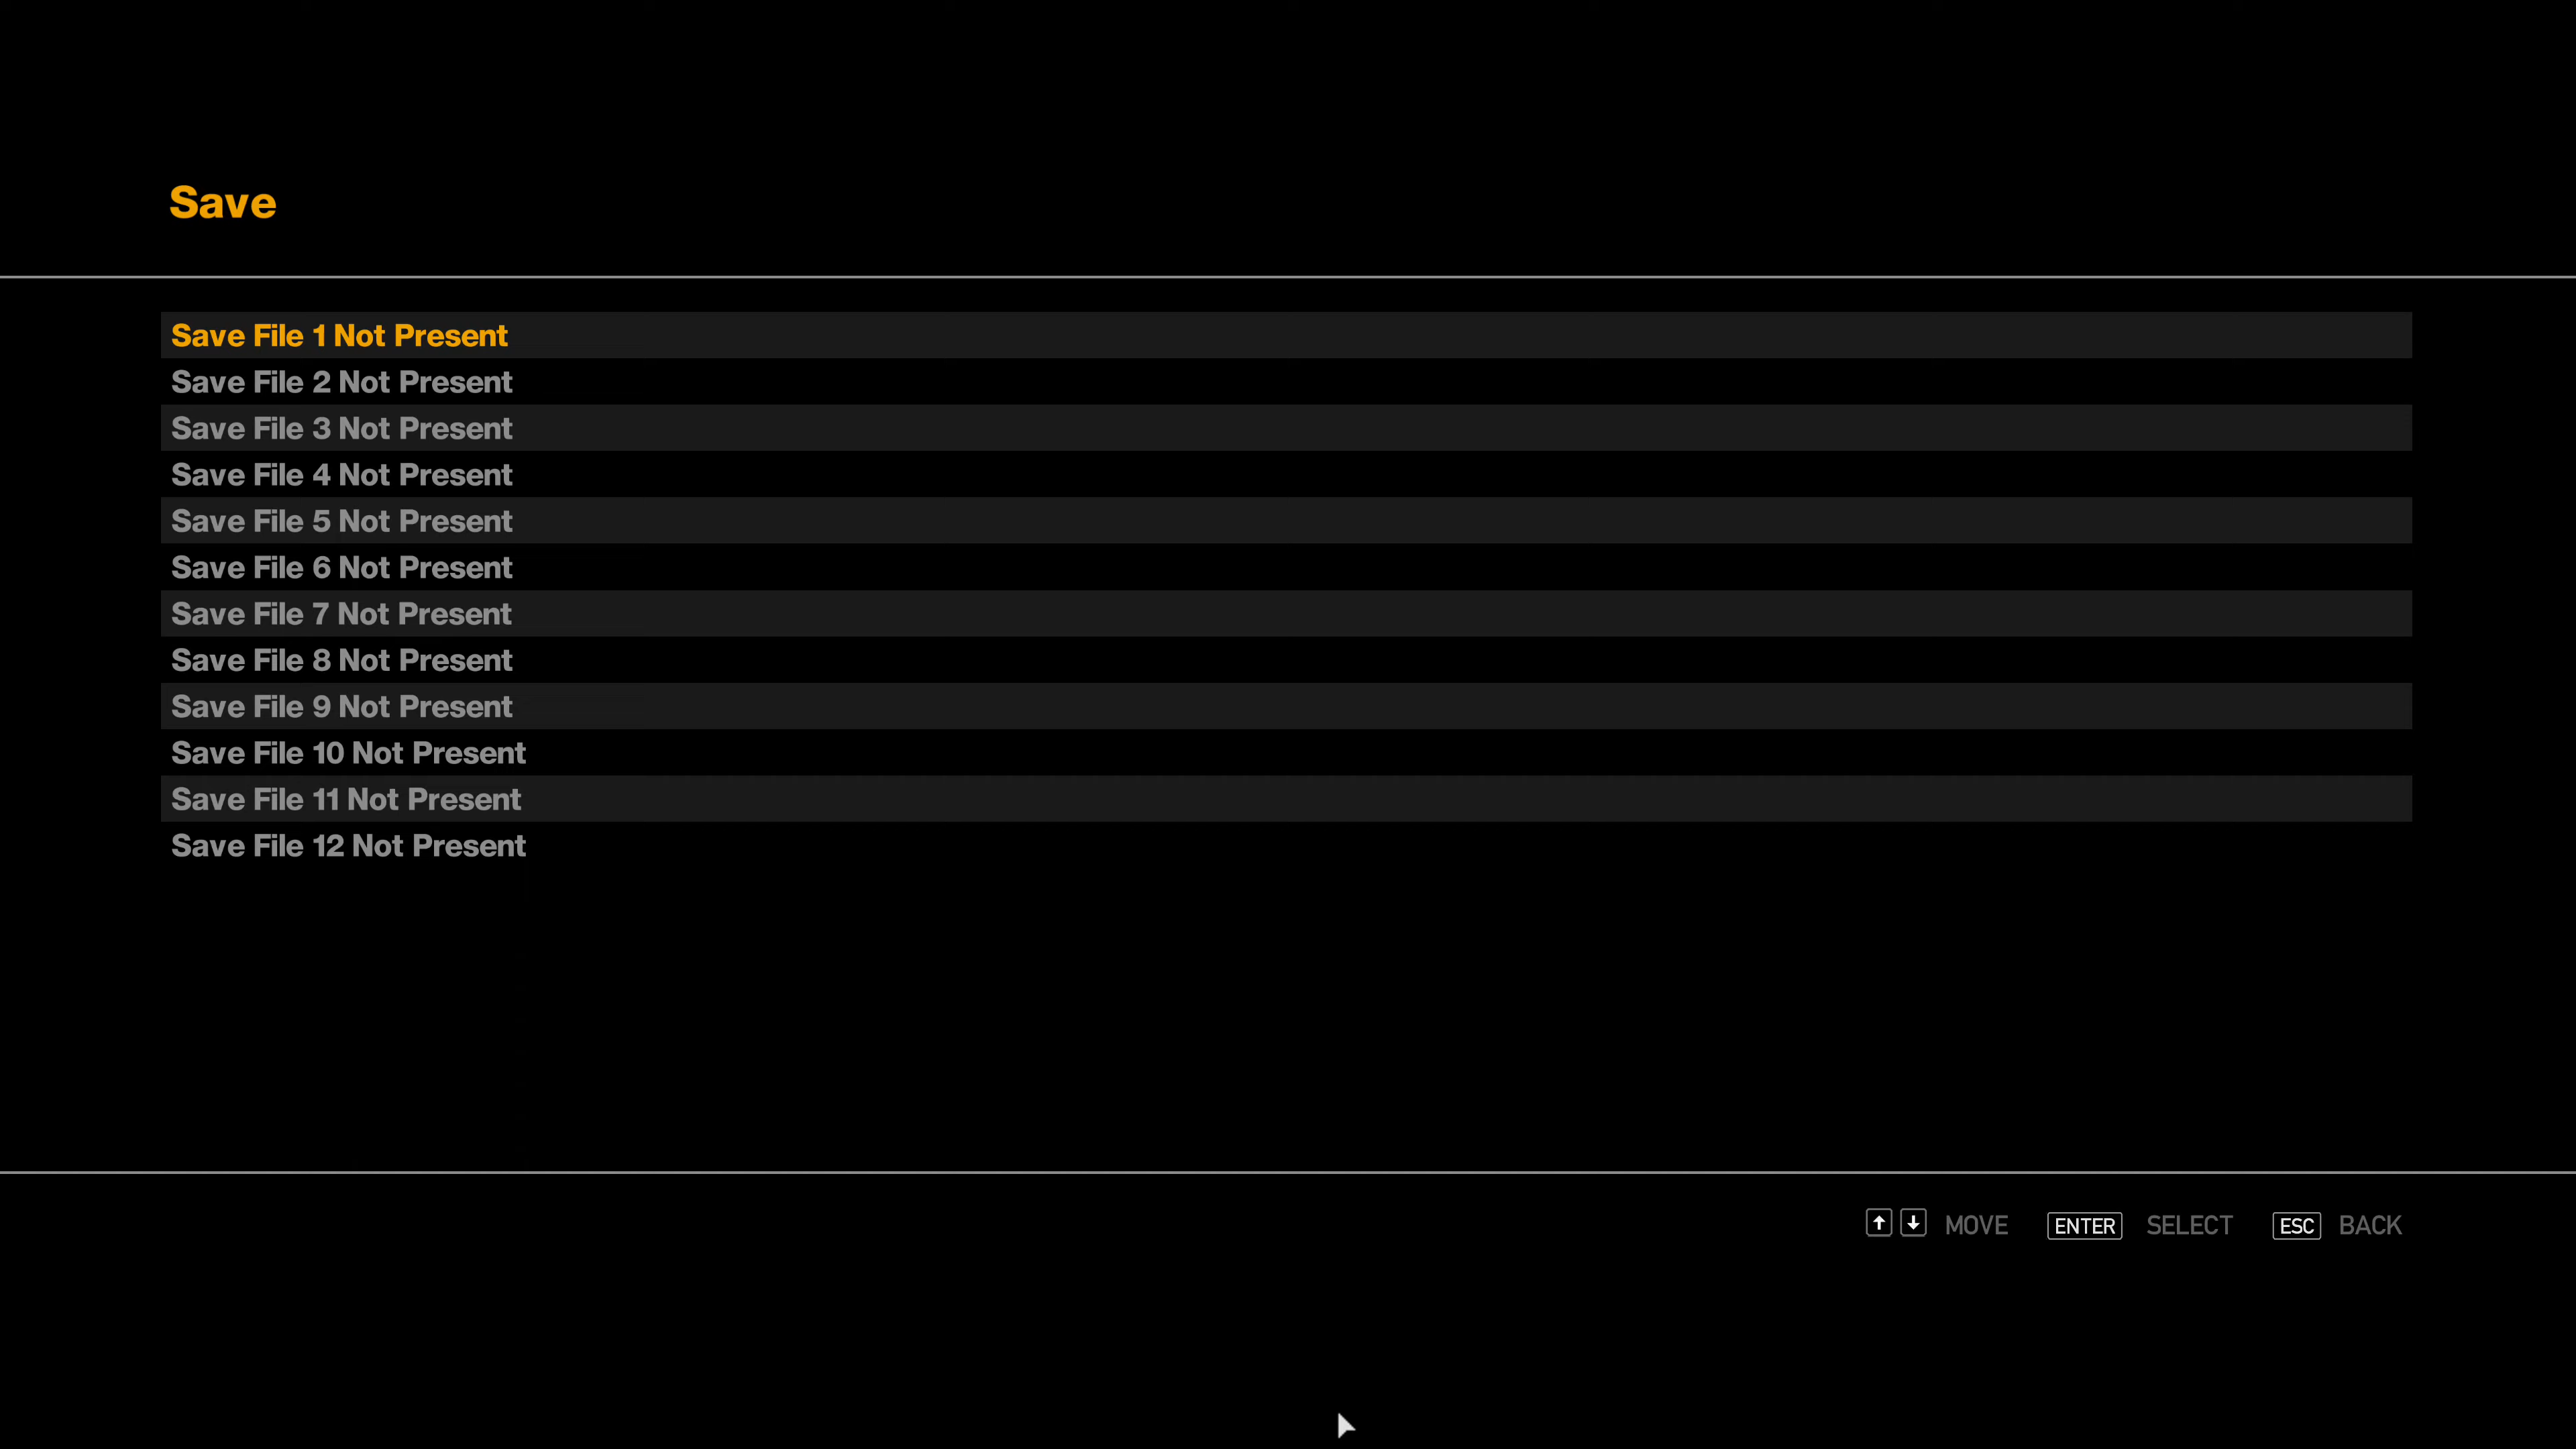 Save
Save File 1 Not Present
Save File 2 Not Present
Save File 3 Not Present
Save File 4 Not Present
Save File 5 Not Present
Save File 6 Not Present
Save File 7 Not Present
Save File 8 Not Present
Save File 9 Not Present
Save File 10 Not Present
Save File 11 Not Present
Save File 12 Not Present
MOVE ENTER SELECT ESC BACK